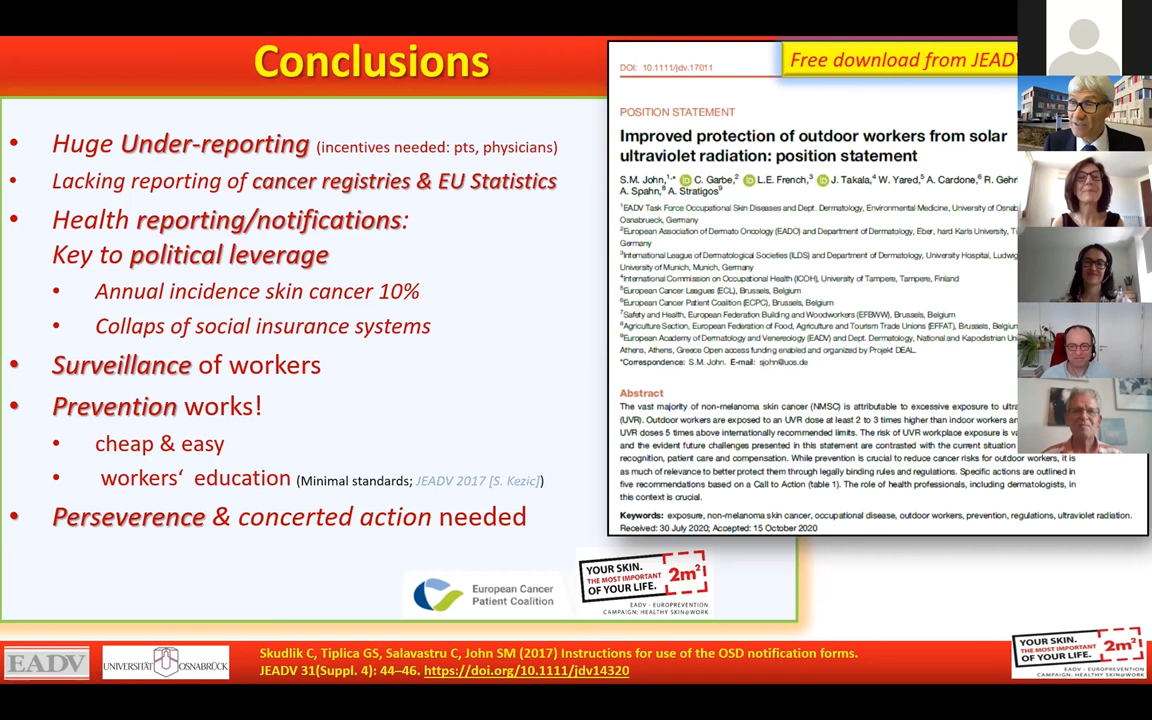 Conclusions
• Huge Under-reporting (incentives needed: pts, physicians)
• Lacking reporting of cancer registries & EU Statistics
• Health reporting/notifications:
Key to political leverage
• Annual incidence skin cancer 10%
• Collaps of social insurance systems
• Surveillance of workers
• Prevention works!
• cheap & easy
• workers‘ education (Minimal standards; JEADV 2017 [S. Kezic])
• Perseverence & concerted action needed
European Cancer
Patient Coalition
YOUR SKIN.
THE MOST IMPORTANT
OF YOUR LIFE.
2m²
EADV - EUROPREVENTION
CAMPAIGN: HEALTHY SKIN@WORK
Free download from JEADV
DOI: 10.1111/jdv.17011
POSITION STATEMENT
Improved protection of outdoor workers from solar
ultraviolet radiation: position statement
S.M. John,1,* C. Garbe,2 L.E. French,3 J. Takala,4 W. Yared,5 A. Cardone,6 R. Gehr
A. Spahn,8 A. Stratigos9
1EADV Task Force Occupational Skin Diseases and Dept. Dermatology, Environmental Medicine, University of Osnab
Osnabrueck, Germany
2European Association of Dermato Oncology (EADO) and Department of Dermatology, Eber, hard Karls University, T
Germany
3International League of Dermatological Societies (ILDS) and Department of Dermatology, University Hospital, Ludwig
University of Munich, Munich, Germany
4International Commission on Occupational Health (ICOH), University of Tampere, Tampere, Finland
5European Cancer Leagues (ECL), Brussels, Belgium
6European Cancer Patient Coalition (ECPC), Brussels, Belgium
7Safety and Health, European Federation Building and Woodworkers (EFBWW), Brussels, Belgium
8Agriculture Section, European Federation of Food, Agriculture and Tourism Trade Unions (EFFAT), Brussels, Belgium
9European Academy of Dermatology and Venereology (EADV) and Dept. Dermatology, National and Kapodistrian Un
Athens, Athens, Greece Open access funding enabled and organized by Projekt DEAL.
*Correspondence: S.M. John. E-mail: sjohn@uos.de
Abstract
The vast majority of non-melanoma skin cancer (NMSC) is attributable to excessive exposure to ultra
(UVR). Outdoor workers are exposed to an UVR dose at least 2 to 3 times higher than indoor workers an
UVR doses 5 times above internationally recommended limits. The risk of UVR workplace exposure is v
and the evident future challenges presented in this statement are contrasted with the current situation
recognition, patient care and compensation. While prevention is crucial to reduce cancer risks for outdoor workers, it is
as much of relevance to better protect them through legally binding rules and regulations. Specific actions are outlined in
five recommendations based on a Call to Action (table 1). The role of health professionals, including dermatologists, in
this context is crucial.
Keywords: exposure, non-melanoma skin cancer, occupational disease, outdoor workers, prevention, regulations, ultraviolet radiation.
Received: 30 July 2020; Accepted: 15 October 2020
EADV
UNIVERSITÄT OSNABRÜCK
Skudlik C, Tiplica GS, Salavastru C, John SM (2017) Instructions for use of the OSD notification forms.
JEADV 31(Suppl. 4): 44–46. https://doi.org/10.1111/jdv14320
YOUR SKIN.
THE MOST IMPORTANT
OF YOUR LIFE.
2m²
EADV - EUROPREVENTION
CAMPAIGN: HEALTHY SKIN@WORK